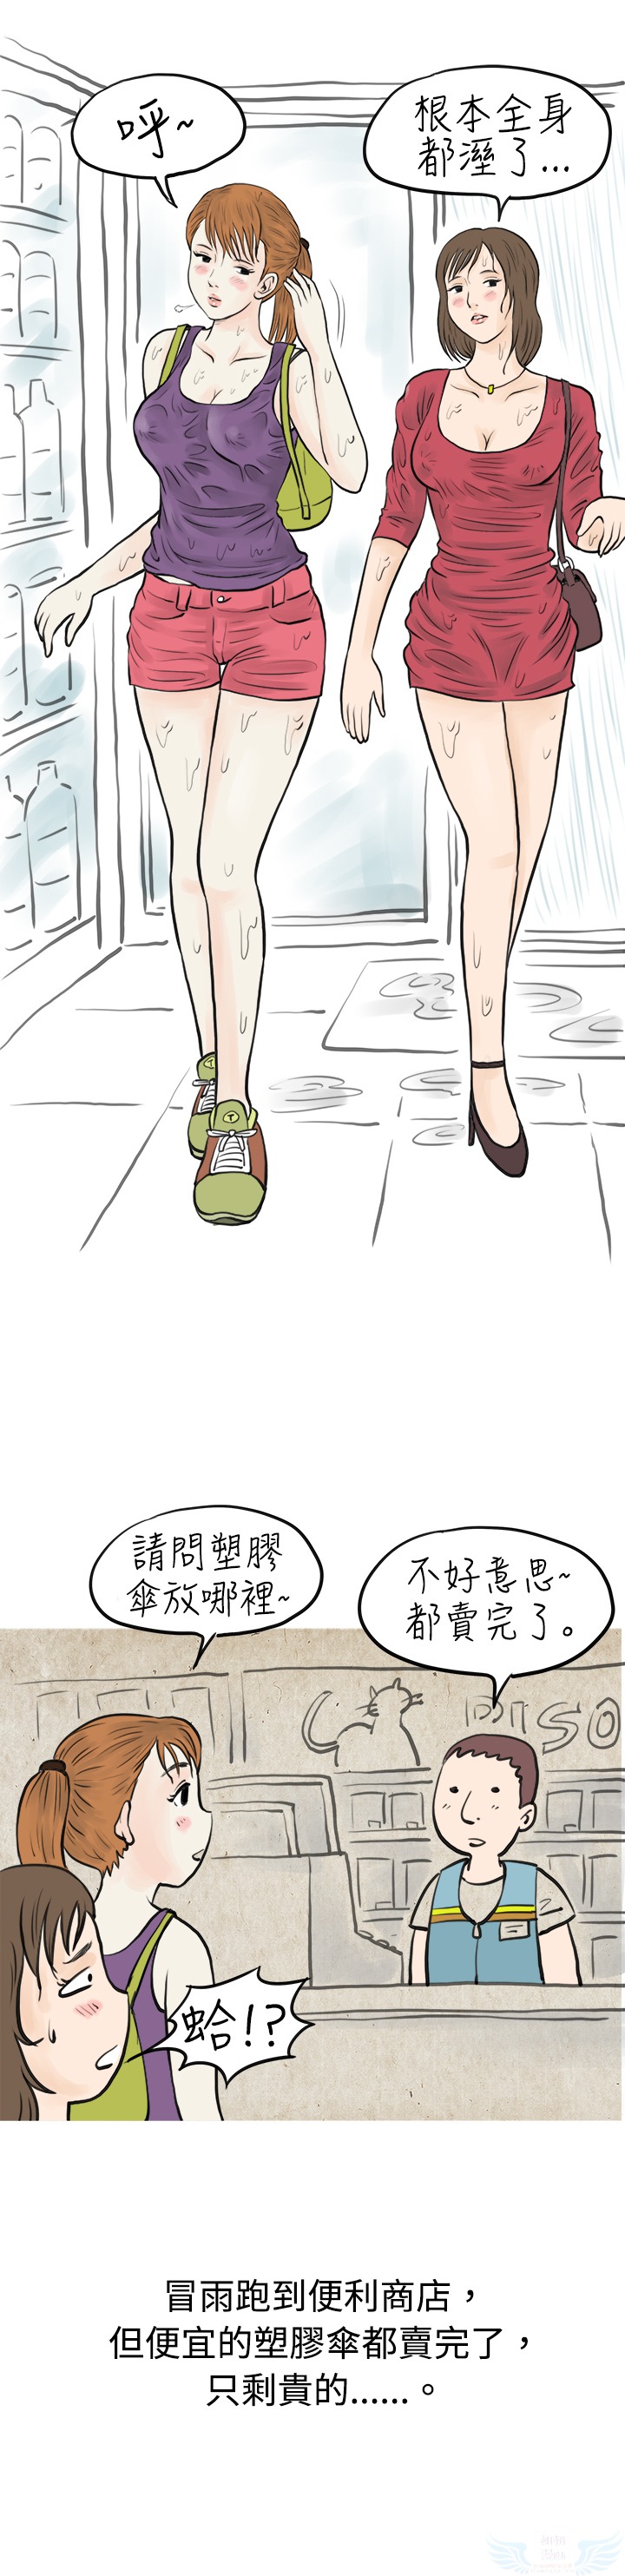 呼~
根本全身
都溼了...
請問塑膠
傘放哪裡~
不好意思~
都賣完了。
DISO
蛤!?
冒雨跑到便利商店，
但便宜的塑膠傘都賣完了，
只剩貴的......。